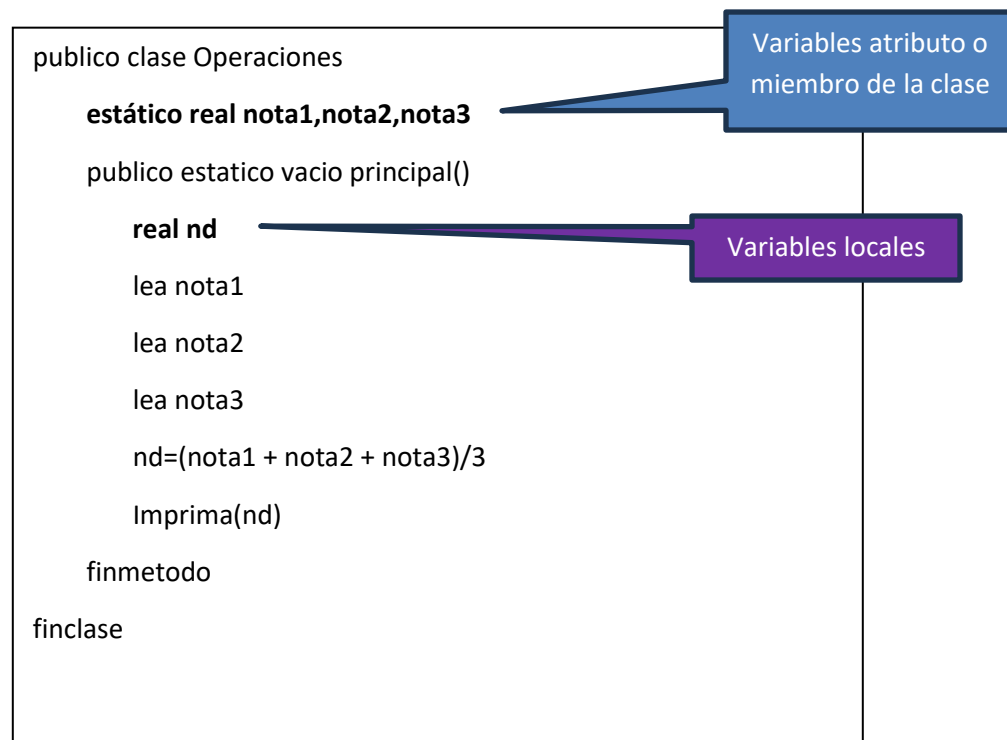 Variables atributo o
miembro de la clase
publico clase Operaciones
estático real nota1,nota2,nota3
publico estatico vacio principal()
real nd
Variables locales
lea nota1
lea nota2
lea nota3
nd=(nota1 + nota2 + nota3)/3
Imprima(nd)
finmetodo
finclase